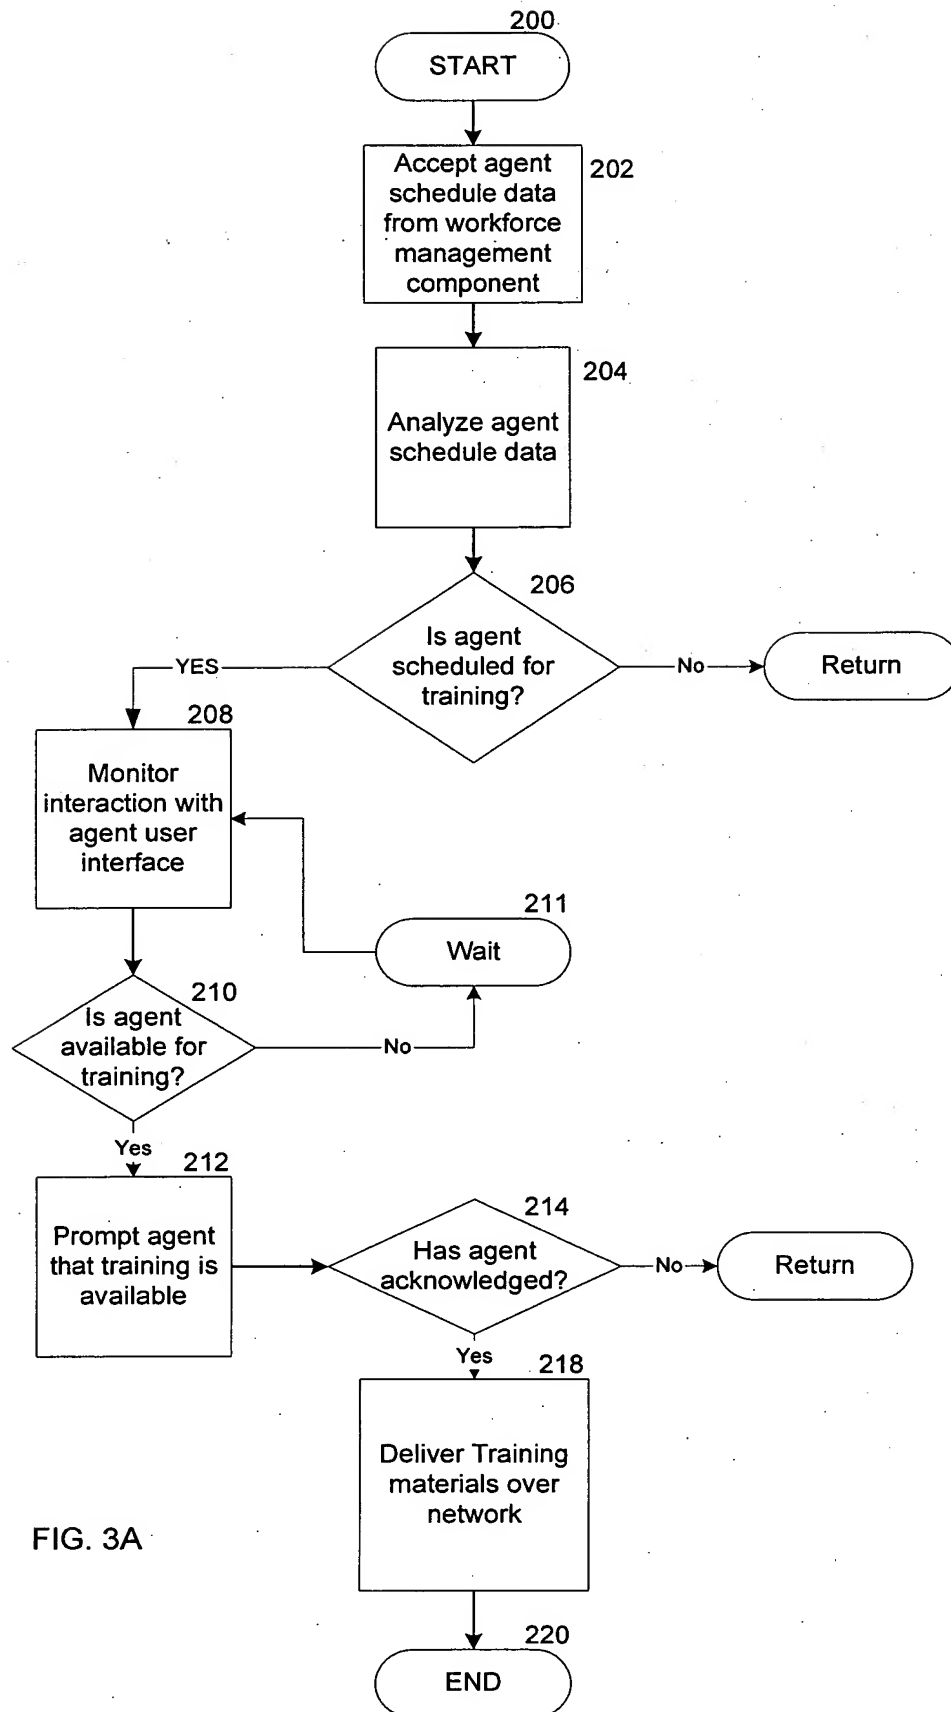 200
START
Accept agent
schedule data
from workforce
management
component
202
204
Analyze agent
schedule data
206
Is agent
scheduled for
training?
YES
No
Return
208
Monitor
interaction with
agent user
interface
211
Wait
210
Is agent
available for
training?
No
Yes
212
Prompt agent
that training is
available
214
Has agent
acknowledged?
No
Return
Yes
218
Deliver Training
materials over
network
FIG. 3A
220
END